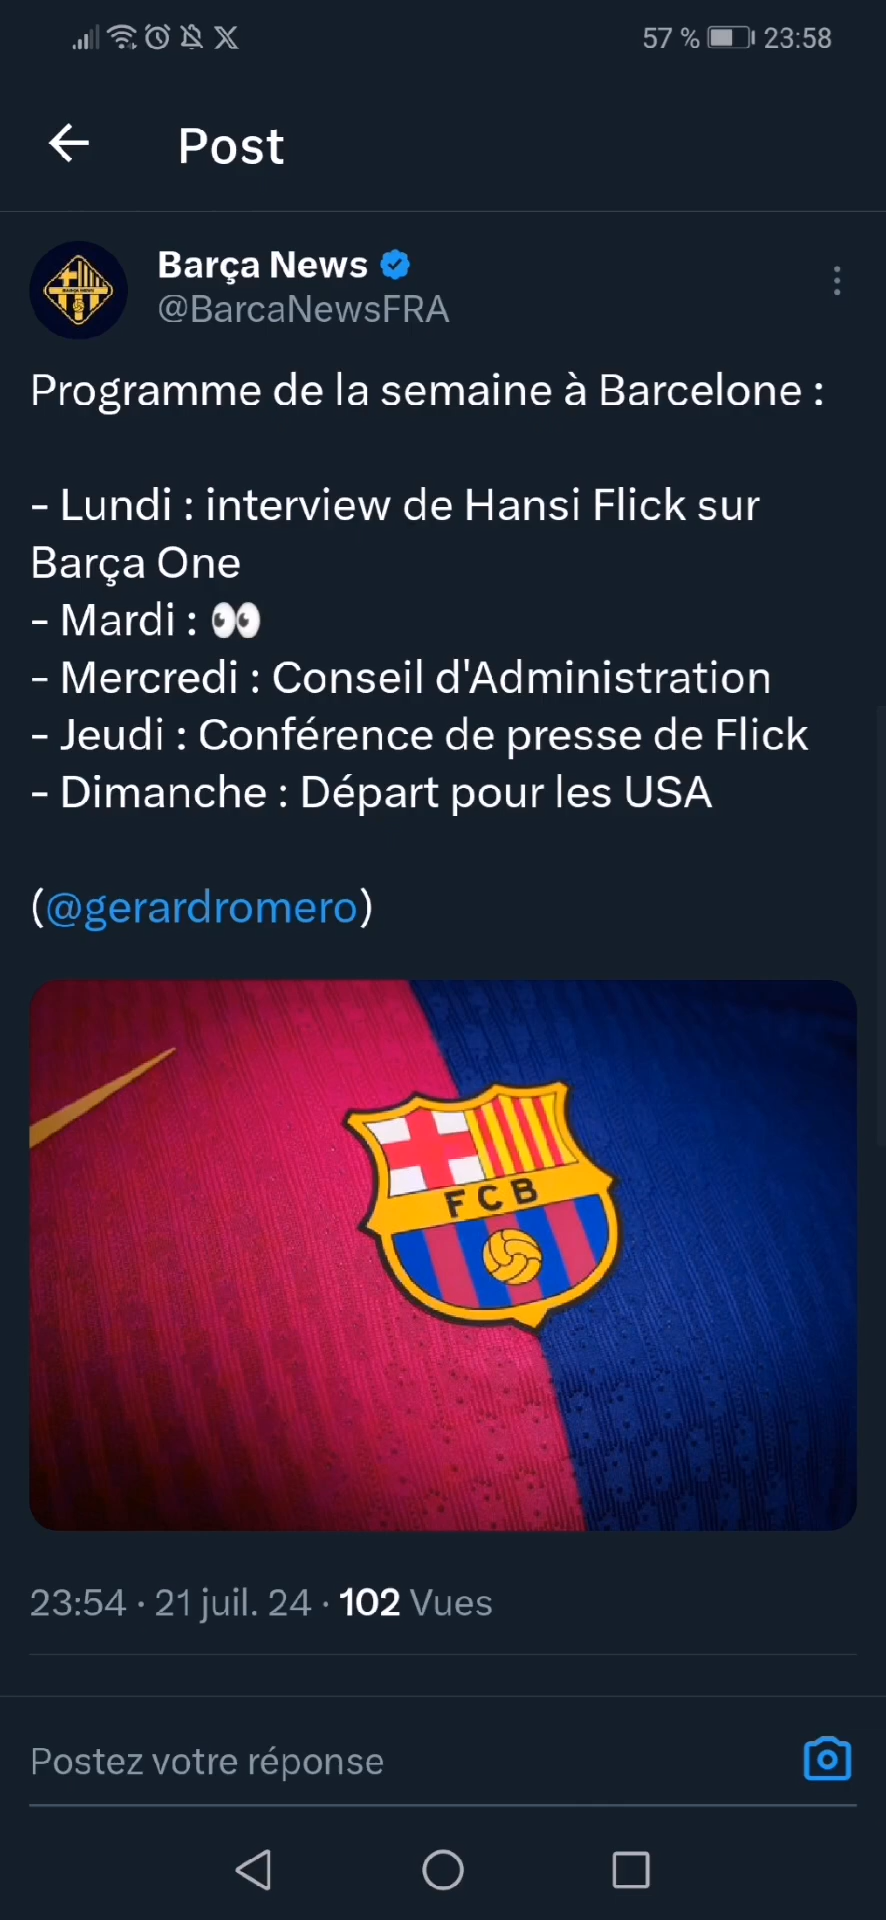 57 % 23:58
Post
Barça News
@BarcaNewsFRA
Programme de la semaine à Barcelone :
- Lundi : interview de Hansi Flick sur
Barça One
- Mardi : 👀
- Mercredi : Conseil d'Administration
- Jeudi : Conférence de presse de Flick
- Dimanche : Départ pour les USA
(@gerardromero)
FCB
23:54 · 21 juil. 24 · 102 Vues
Postez votre réponse